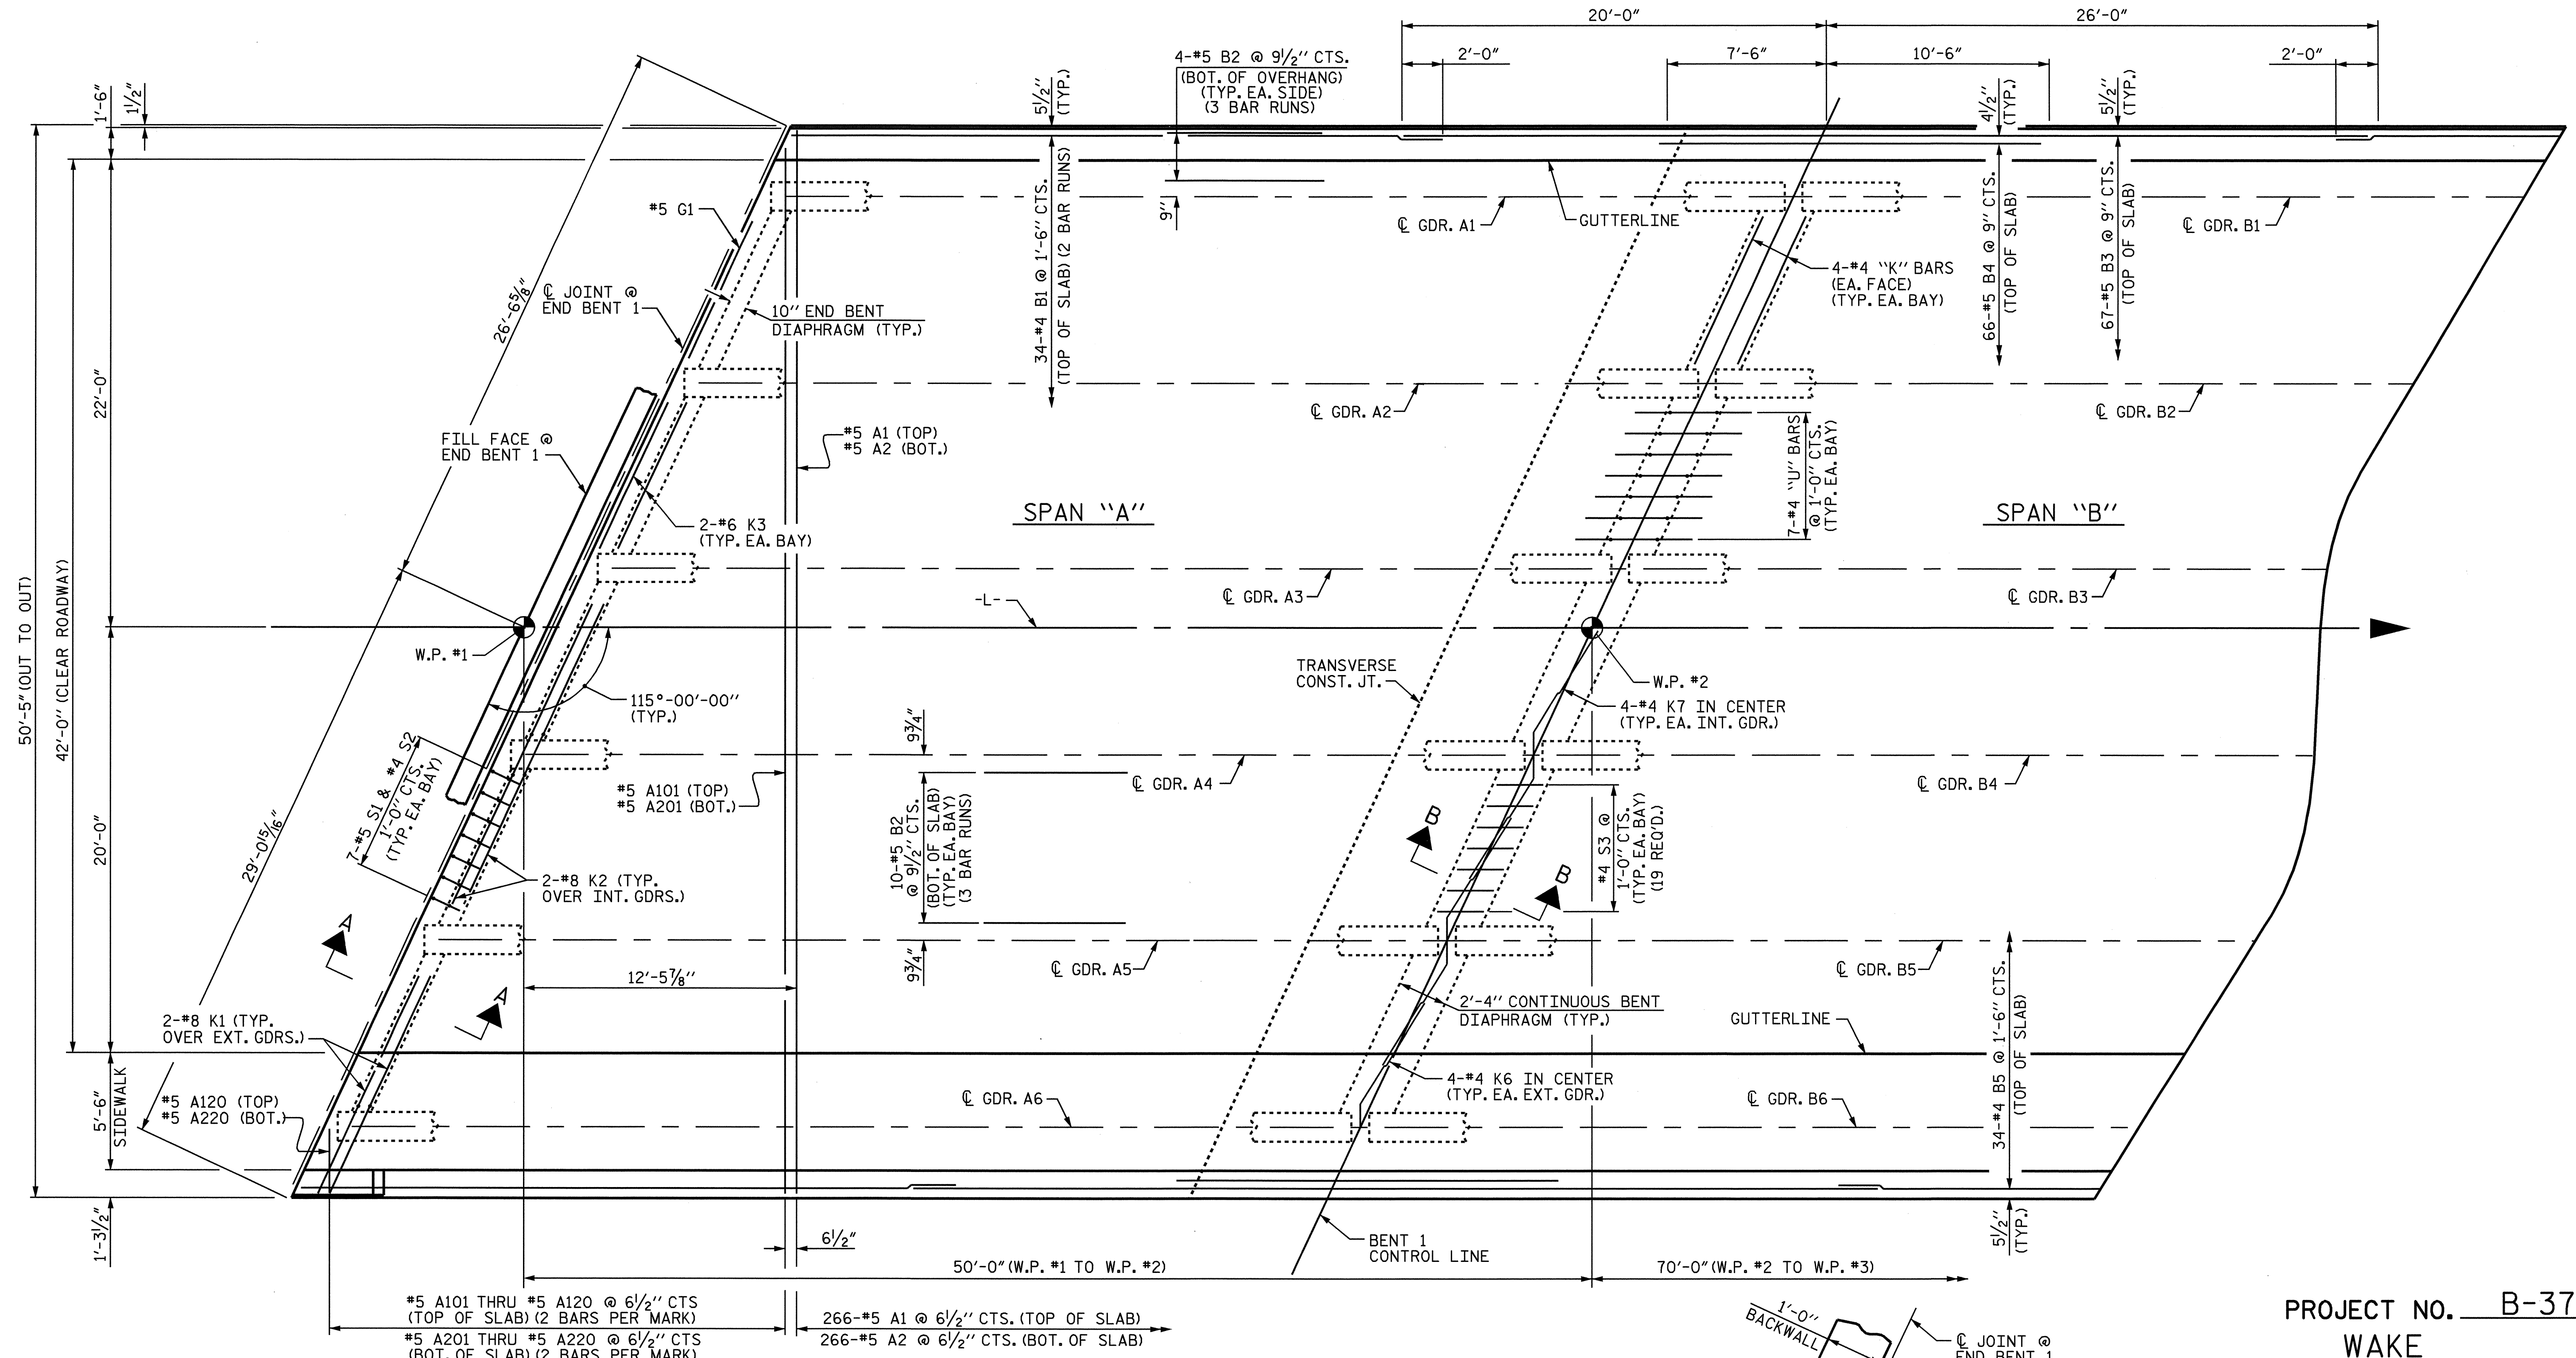 20'-0"
26'-0"
4-#5 B2 @ 9½" CTS.
(BOT. OF OVERHANG)
(TYP. EA. SIDE)
(3 BAR RUNS)
2'-0"
7'-6"
10'-6"
2'-0"
1'-6"
1½"
5½"
(TYP.)
4½"
(TYP.)
5½"
(TYP.)
#5 G1
34-#4 B1 @ 1'-6" CTS.
(TOP OF SLAB) (2 BAR RUNS)
9"
℄ GDR. A1
GUTTERLINE
66-#5 B4 @ 9" CTS.
(TOP OF SLAB)
67-#5 B3 @ 9" CTS.
(TOP OF SLAB)
℄ GDR. B1
4-#4 "K" BARS
(EA. FACE)
(TYP. EA. BAY)
26'-6⅝"
℄ JOINT @
END BENT 1
10" END BENT
DIAPHRAGM (TYP.)
22'-0"
℄ GDR. A2
℄ GDR. B2
FILL FACE @
END BENT 1
#5 A1 (TOP)
#5 A2 (BOT.)
7-#4 "U" BARS
@ 1'-0" CTS.
(TYP. EA. BAY)
2-#6 K3
(TYP. EA. BAY)
SPAN "A"
SPAN "B"
50'-5" (OUT TO OUT)
42'-0" (CLEAR ROADWAY)
℄ GDR. A3
℄ GDR. B3
-L-
W.P. #1
TRANSVERSE
CONST. JT.
W.P. #2
115°-00'-00"
(TYP.)
4-#4 K7 IN CENTER
(TYP. EA. INT. GDR.)
9¾"
7-#5 S1 & #4 S2
1'-0" CTS.
(TYP. EA. BAY)
#5 A101 (TOP)
#5 A201 (BOT.)
℄ GDR. A4
℄ GDR. B4
20'-0"
29'-0¹⁵⁄₁₆"
10-#5 B2
@ 9½" CTS.
(BOT. OF SLAB)
(TYP. EA. BAY)
(3 BAR RUNS)
B
B
#4 S3 @
1'-0" CTS.
(TYP. EA. BAY)
(19 REQ'D.)
2-#8 K2 (TYP.
OVER INT. GDRS.)
A
A
9¾"
℄ GDR. A5
℄ GDR. B5
12'-5⅞"
2'-4" CONTINUOUS BENT
DIAPHRAGM (TYP.)
2-#8 K1 (TYP.
OVER EXT. GDRS.)
GUTTERLINE
34-#4 B5 @ 1'-6" CTS.
(TOP OF SLAB)
5'-6"
SIDEWALK
#5 A120 (TOP)
#5 A220 (BOT.)
℄ GDR. A6
4-#4 K6 IN CENTER
(TYP. EA. EXT. GDR.)
℄ GDR. B6
1'-3½"
6½"
BENT 1
CONTROL LINE
5½"
(TYP.)
50'-0" (W.P. #1 TO W.P. #2)
70'-0" (W.P. #2 TO W.P. #3)
#5 A101 THRU #5 A120 @ 6½" CTS
(TOP OF SLAB) (2 BARS PER MARK)
#5 A201 THRU #5 A220 @ 6½" CTS
(BOT. OF SLAB) (2 BARS PER MARK)
266-#5 A1 @ 6½" CTS. (TOP OF SLAB)
266-#5 A2 @ 6½" CTS. (BOT. OF SLAB)
1'-0"
BACKWALL
℄ JOINT @
END BENT 1
PROJECT NO. B-37
WAKE